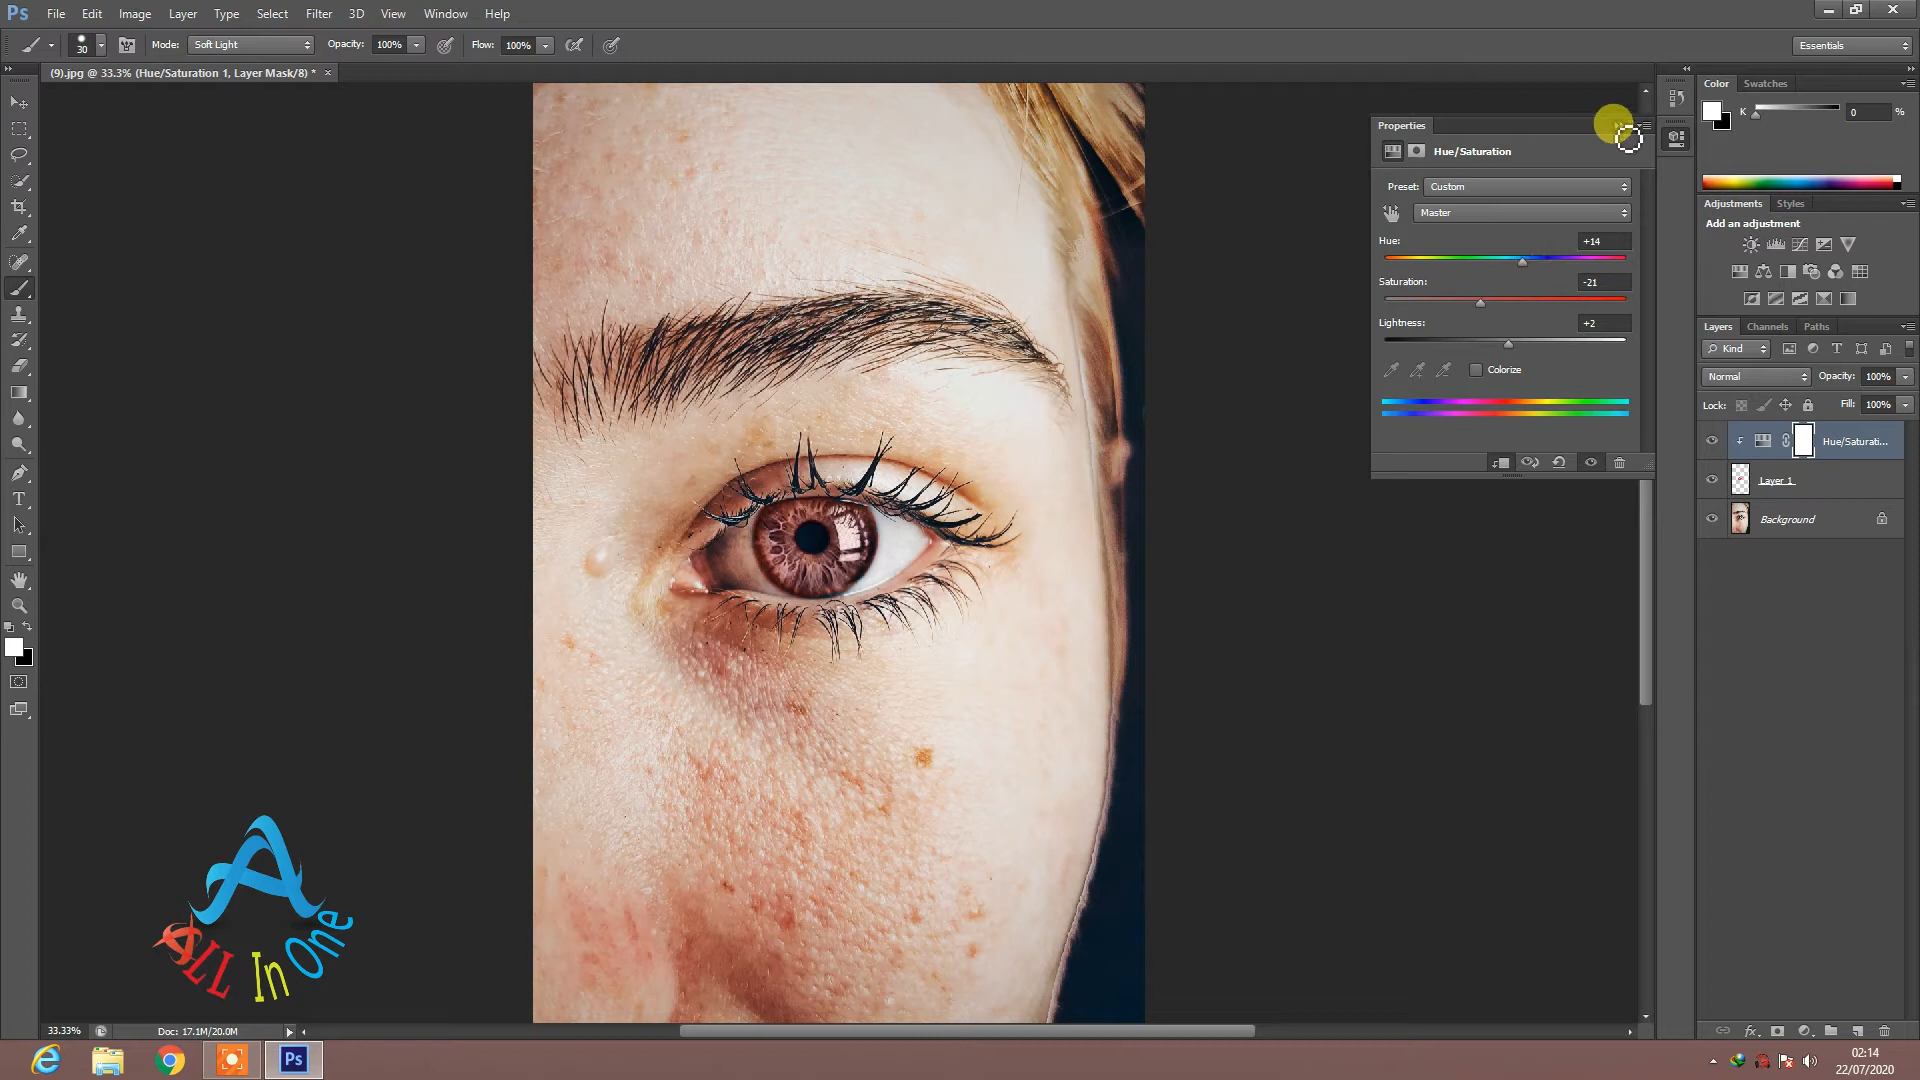 Ps File Edit Image Layer Type Select Filter 3D View Window Help
30 Mode: Soft Light Opacity: 100% Flow: 100% Essentials
(9).jpg @ 33.3% (Hue/Saturation 1, Layer Mask/8) * ×
Color Swatches
K 0 %
Properties
Hue/Saturation
Preset: Custom
Master
Hue: +14
Saturation: -21
Lightness: +2
Colorize
Adjustments Styles
Add an adjustment
Layers Channels Paths
Kind
Normal Opacity: 100%
Lock: Fill: 100%
Hue/Saturati...
Layer 1
Background
ALL In One
33.33% Doc: 17.1M/20.0M
Ps
02:14
22/07/2020